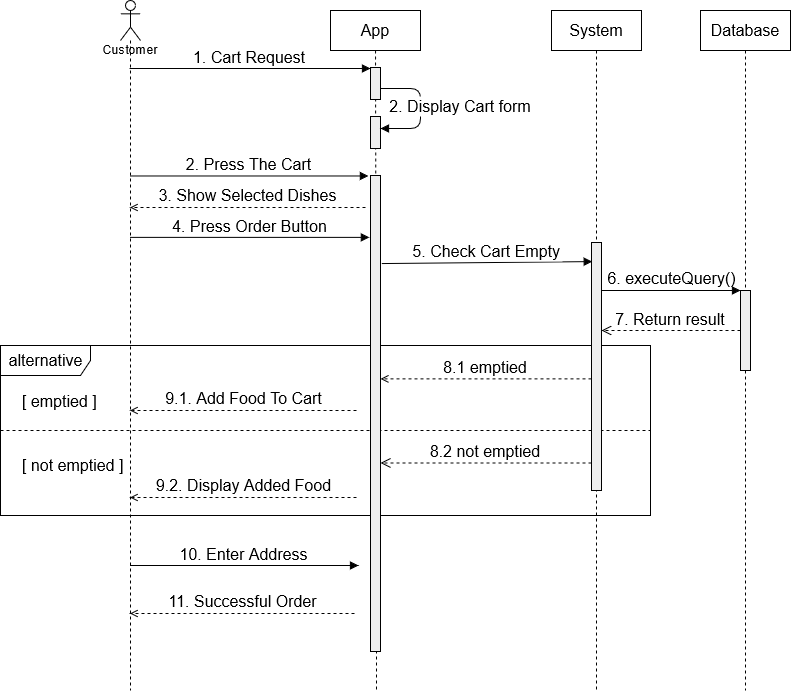 Customer
App
System
Database
1. Cart Request
2. Display Cart form
2. Press The Cart
3. Show Selected Dishes
4. Press Order Button
5. Check Cart Empty
6. executeQuery()
7. Return result
alternative
8.1 emptied
[ emptied ]
9.1. Add Food To Cart
8.2 not emptied
[ not emptied ]
9.2. Display Added Food
10. Enter Address
11. Successful Order